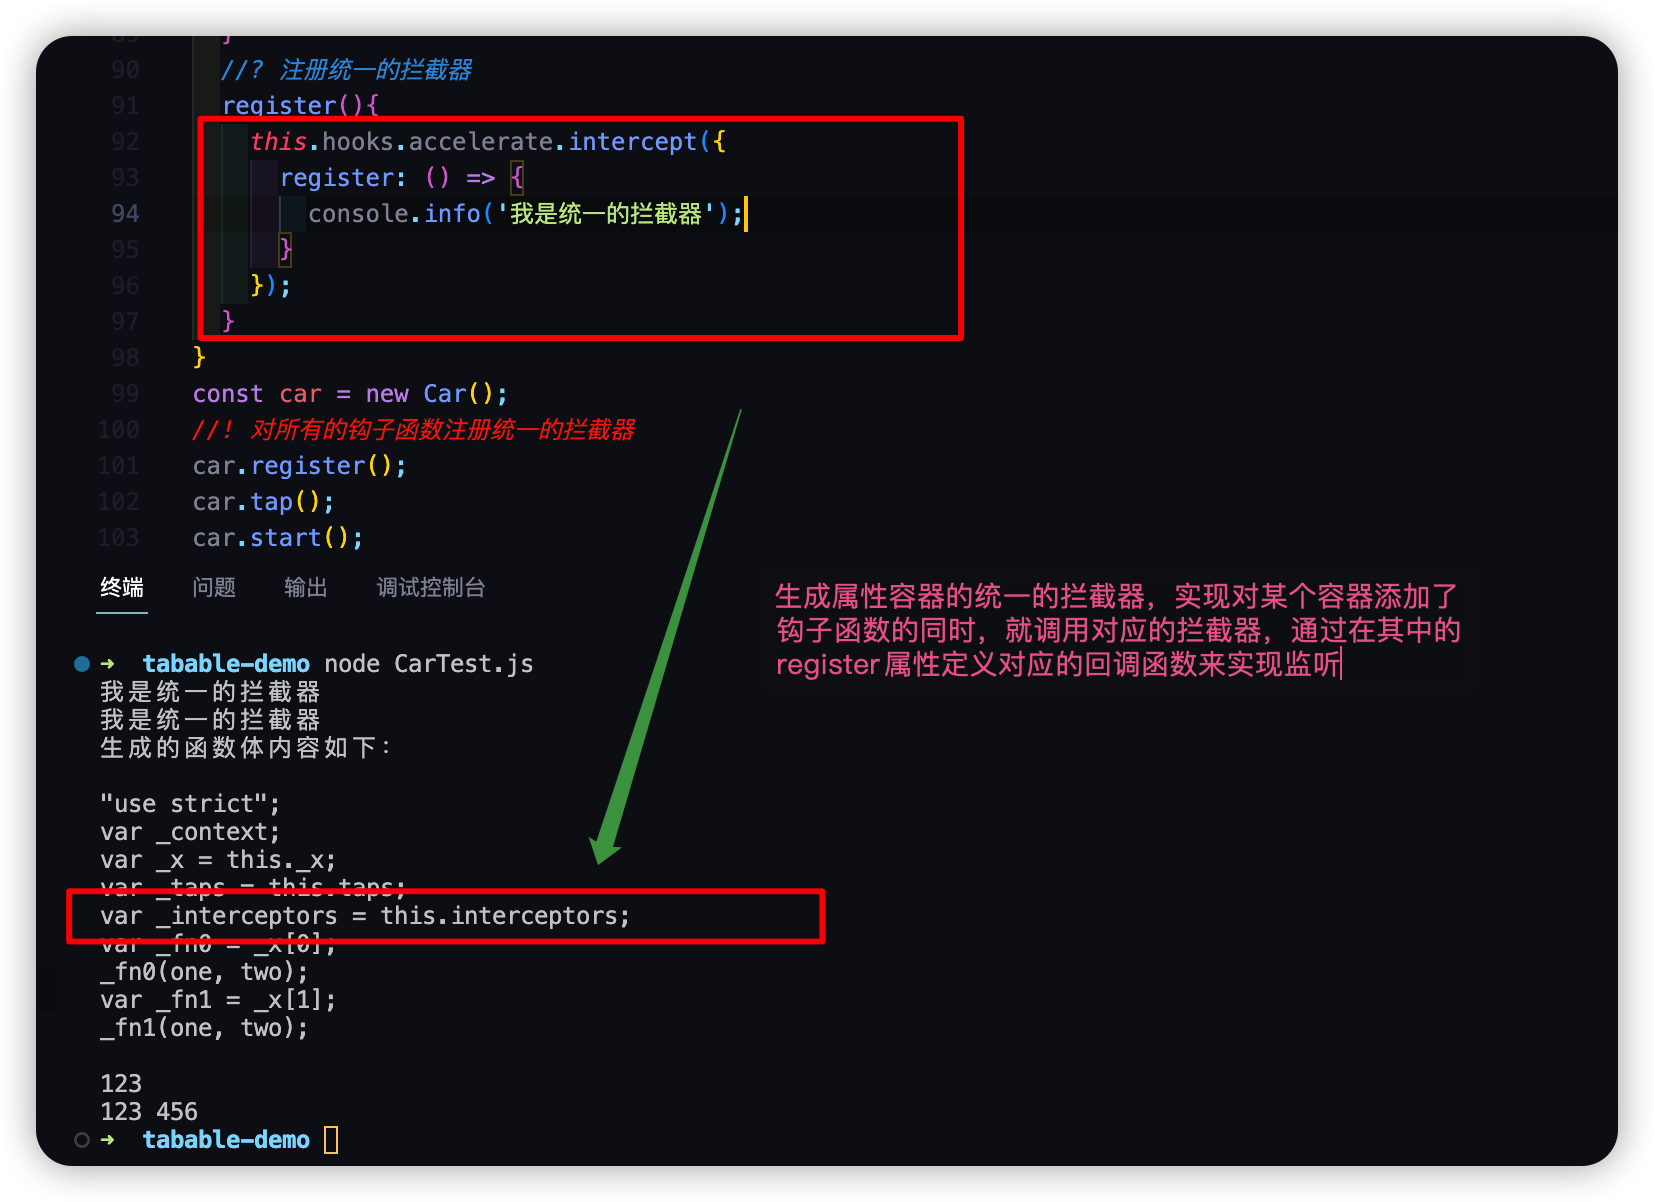 89 }
90 //? 注册统一的拦截器
91 register(){
92 this.hooks.accelerate.intercept({
93 register: () => {
94 console.info('我是统一的拦截器');
95 }
96 });
97 }
98 }
99 const car = new Car();
100 //! 对所有的钩子函数注册统一的拦截器
101 car.register();
102 car.tap();
103 car.start();
终端 问题 输出 调试控制台
生成属性容器的统一的拦截器，实现对某个容器添加了
钩子函数的同时，就调用对应的拦截器，通过在其中的
register属性定义对应的回调函数来实现监听
➜ tabable-demo node CarTest.js
我是统一的拦截器
我是统一的拦截器
生成的函数体内容如下：
"use strict";
var _context;
var _x = this._x;
var _taps = this.taps;
var _interceptors = this.interceptors;
var _fn0 = _x[0];
_fn0(one, two);
var _fn1 = _x[1];
_fn1(one, two);
123
123 456
➜ tabable-demo